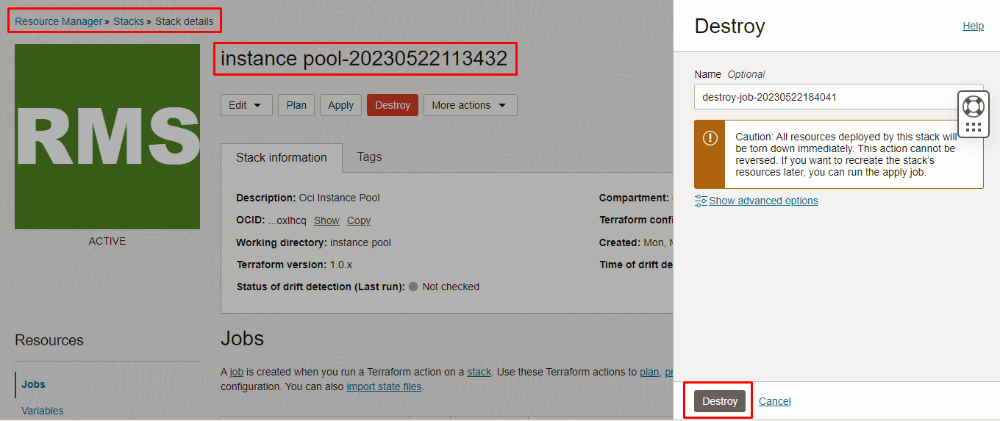 Resource Manager » Stacks » Stack details
RMS
ACTIVE
instance pool-20230522113432
Edit Plan Apply Destroy More actions
Stack information Tags
Description: Oci Instance Pool
OCID: ...oxlhcq Show Copy
Working directory: instance pool
Terraform version: 1.0.x
Status of drift detection (Last run): Not checked
Compartment:
Terraform confi
Created: Mon,
Time of drift de
Resources
Jobs
Variables
Jobs
A job is created when you run a Terraform action on a stack. Use these Terraform actions to plan, pr
configuration. You can also import state files.
Destroy
Help
Name Optional
destroy-job-20230522184041
Caution: All resources deployed by this stack will
be torn down immediately. This action cannot be
reversed. If you want to recreate the stack's
resources later, you can run the apply job.
Show advanced options
Destroy Cancel